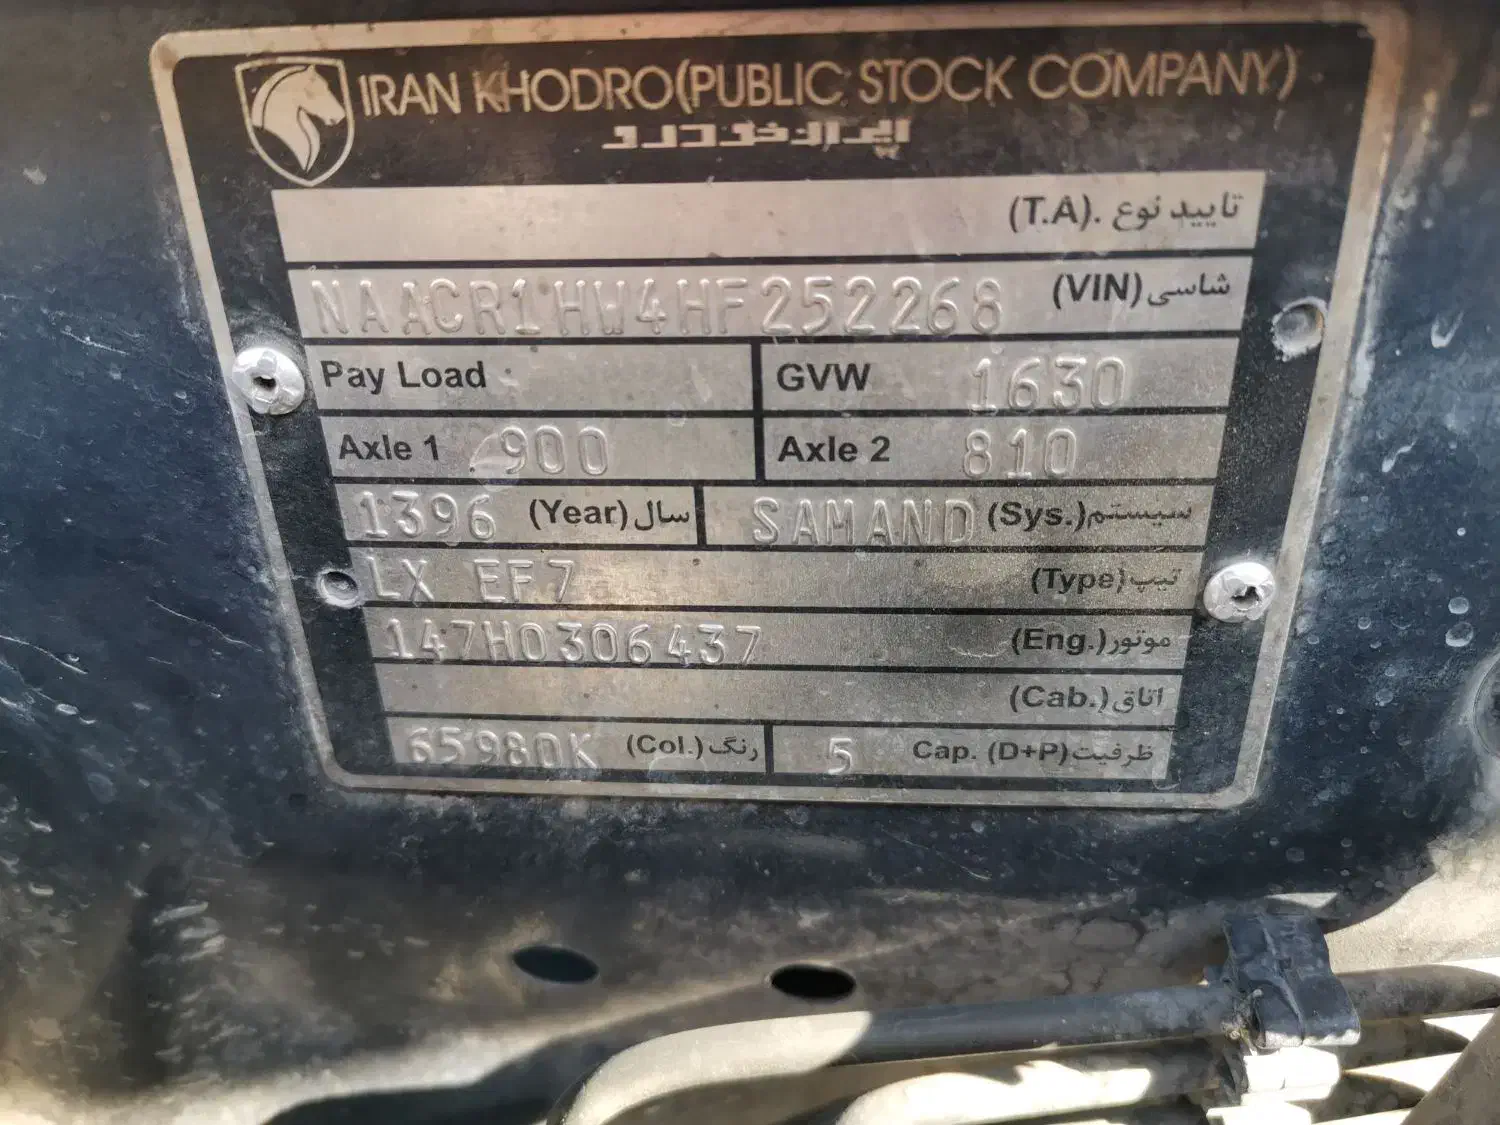 IRAN KHODRO(PUBLIC STOCK COMPANY)
ایران خودرو
تایید نوع .(T.A)
NAACR1HW4HF252268 شاسی(VIN)
Pay Load GVW 1630
Axle 1 900 Axle 2 810
1396 سال(Year) SAMAND سیستم(Sys.)
LX EF7 تیپ(Type)
147H0306437 موتور(Eng.)
اتاق(Cab.)
65980K رنگ(Col.) 5 ظرفیت Cap. (D+P)